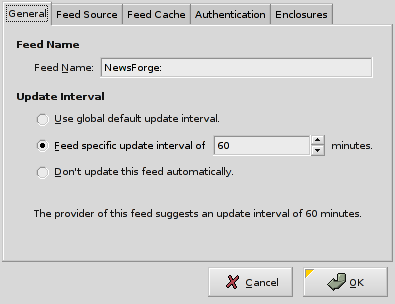 General Feed Source Feed Cache Authentication Enclosures
Feed Name
Feed Name: NewsForge:
Update Interval
Use global default update interval.
Feed specific update interval of 60 minutes.
Don't update this feed automatically.
The provider of this feed suggests an update interval of 60 minutes.
Cancel OK